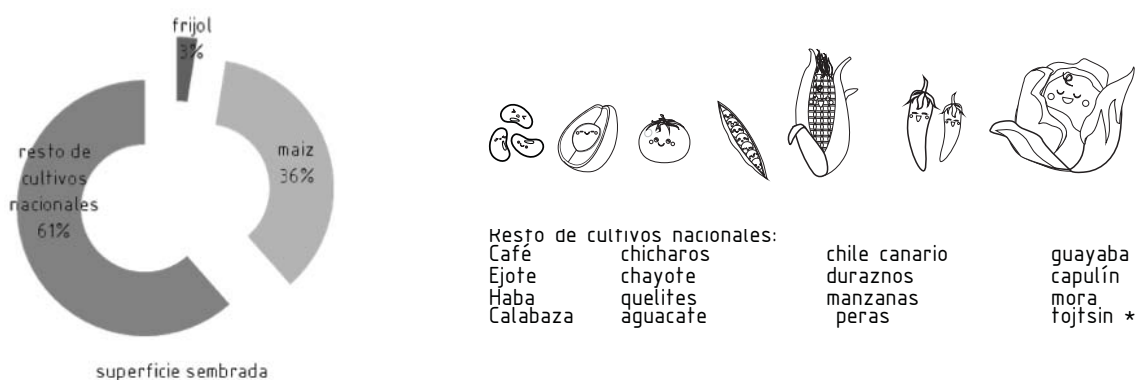 frijol
3%
resto de
cultivos
nacionales
61%
maiz
36%
superficie sembrada
Resto de cultivos nacionales:
Café chicharos chile canario guayaba
Ejote chayote duraznos capulín
Haba quelites manzanas mora
Calabaza aguacate peras tojtsin *